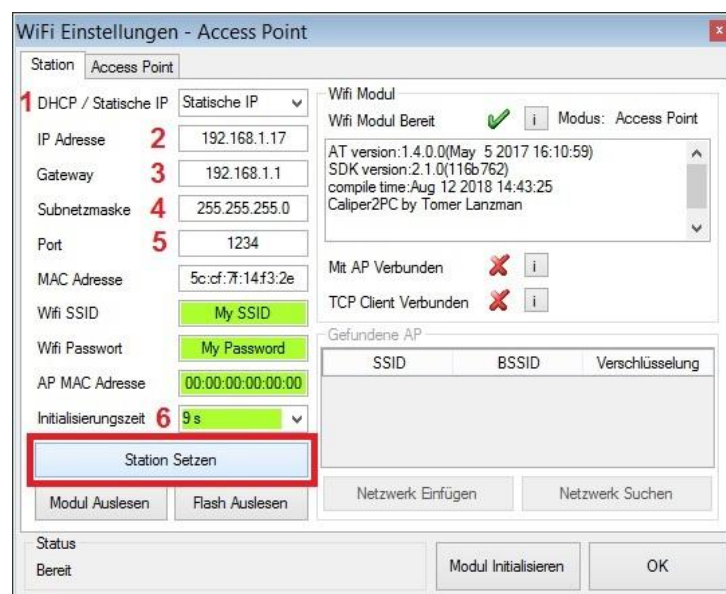 WiFi Einstellungen - Access Point
x
Station
Access Point
1 DHCP / Statische IP
Statische IP
IP Adresse 2
192.168.1.17
Gateway 3
192.168.1.1
Subnetzmaske 4
255.255.255.0
Port 5
1234
MAC Adresse
5c:cf:7f:14:f3:2e
Wifi SSID
My SSID
Wifi Passwort
My Password
AP MAC Adresse
00:00:00:00:00:00
Initialisierungszeit 6
9 s
Station Setzen
Modul Auslesen
Flash Auslesen
Wifi Modul
Wifi Modul Bereit
i
Modus: Access Point
AT version:1.4.0.0(May 5 2017 16:10:59)
SDK version:2.1.0(116b762)
compile time:Aug 12 2018 14:43:25
Caliper2PC by Tomer Lanzman
Mit AP Verbunden
i
TCP Client Verbunden
i
Gefundene AP
SSID
BSSID
Verschlüsselung
Netzwerk Einfügen
Netzwerk Suchen
Status
Bereit
Modul Initialisieren
OK